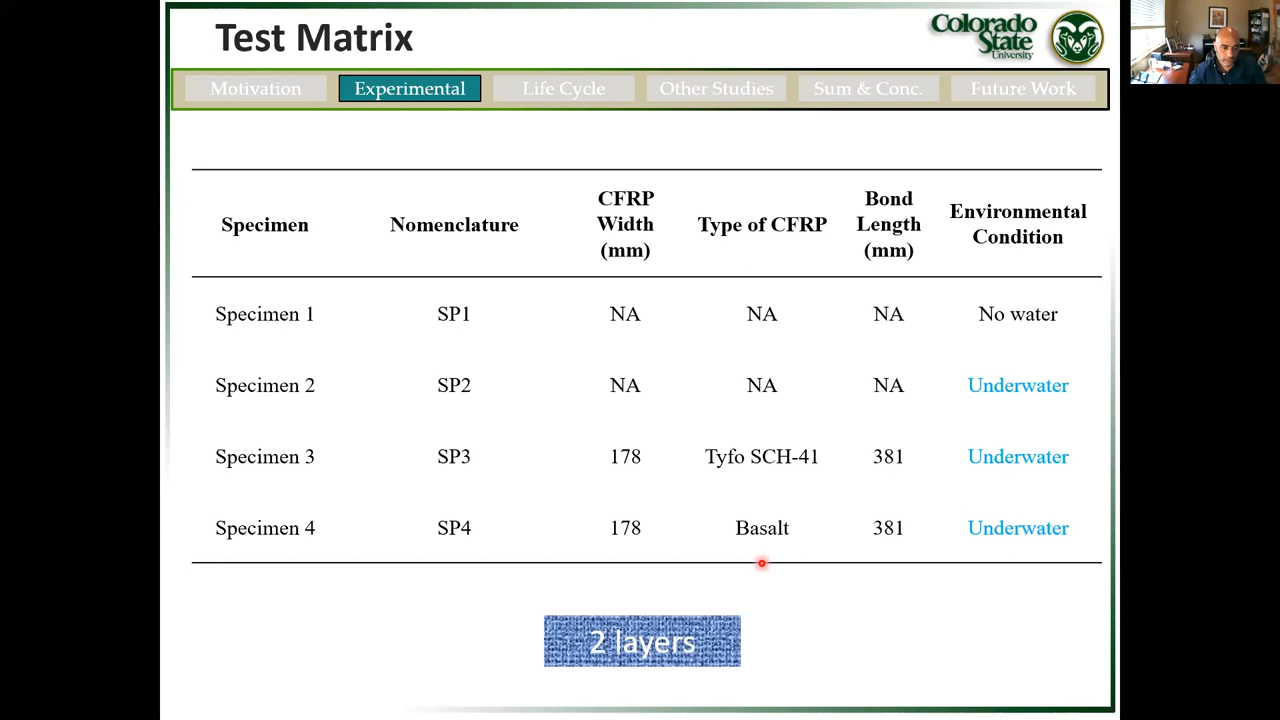 Test Matrix
Colorado
State
University
Motivation Experimental Life Cycle Other Studies Sum & Conc. Future Work
Specimen Nomenclature CFRP Width (mm) Type of CFRP Bond Length (mm) Environmental Condition
Specimen 1 SP1 NA NA NA No water
Specimen 2 SP2 NA NA NA Underwater
Specimen 3 SP3 178 Tyfo SCH-41 381 Underwater
Specimen 4 SP4 178 Basalt 381 Underwater
2 layers